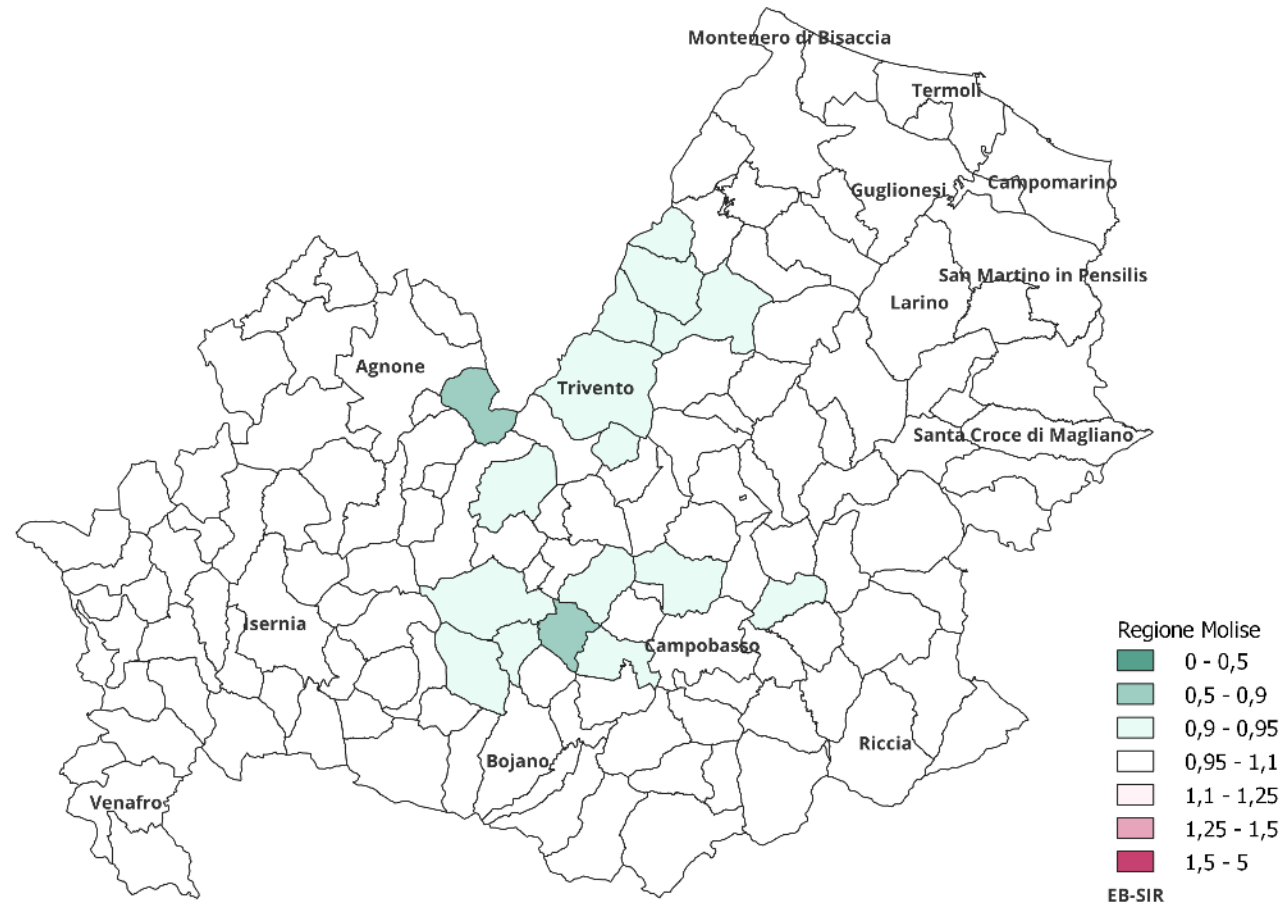 Montenero di Bisaccia
Termoli
Guglionesi
Campomarino
San Martino in Pensilis
Larino
Agnone
Trivento
Santa Croce di Magliano
Isernia
Campobasso
Riccia
Bojano
Venafro
Regione Molise
0 - 0,5
0,5 - 0,9
0,9 - 0,95
0,95 - 1,1
1,1 - 1,25
1,25 - 1,5
1,5 - 5
EB-SIR